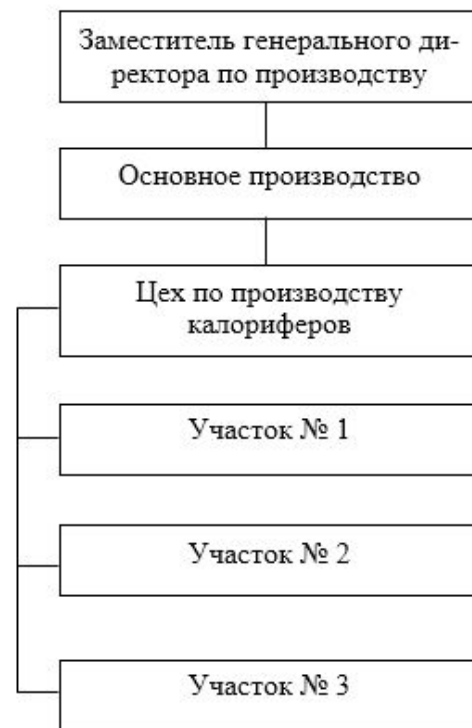 Заместитель генерального ди-
ректора по производству
Основное производство
Цех по производству
калориферов
Участок № 1
Участок № 2
Участок № 3